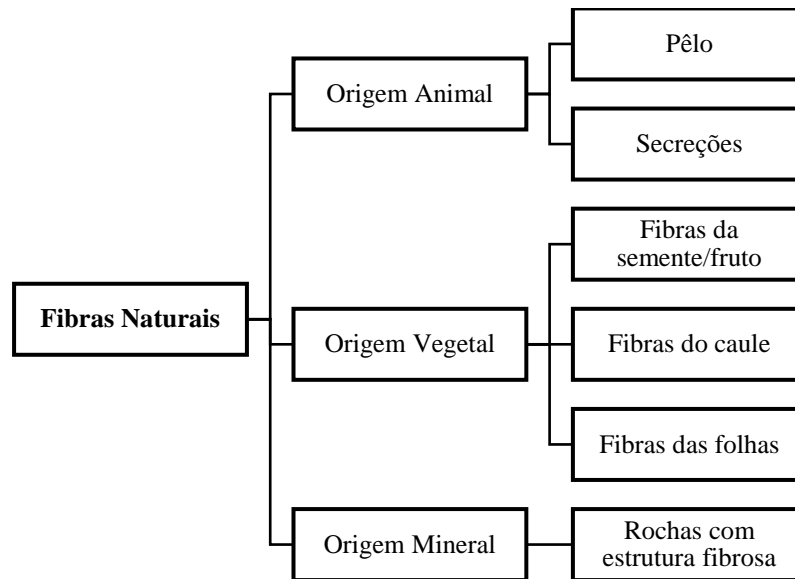 Pêlo
Origem Animal
Secreções
Fibras da
semente/fruto
Fibras Naturais
Origem Vegetal
Fibras do caule
Fibras das folhas
Origem Mineral
Rochas com
estrutura fibrosa